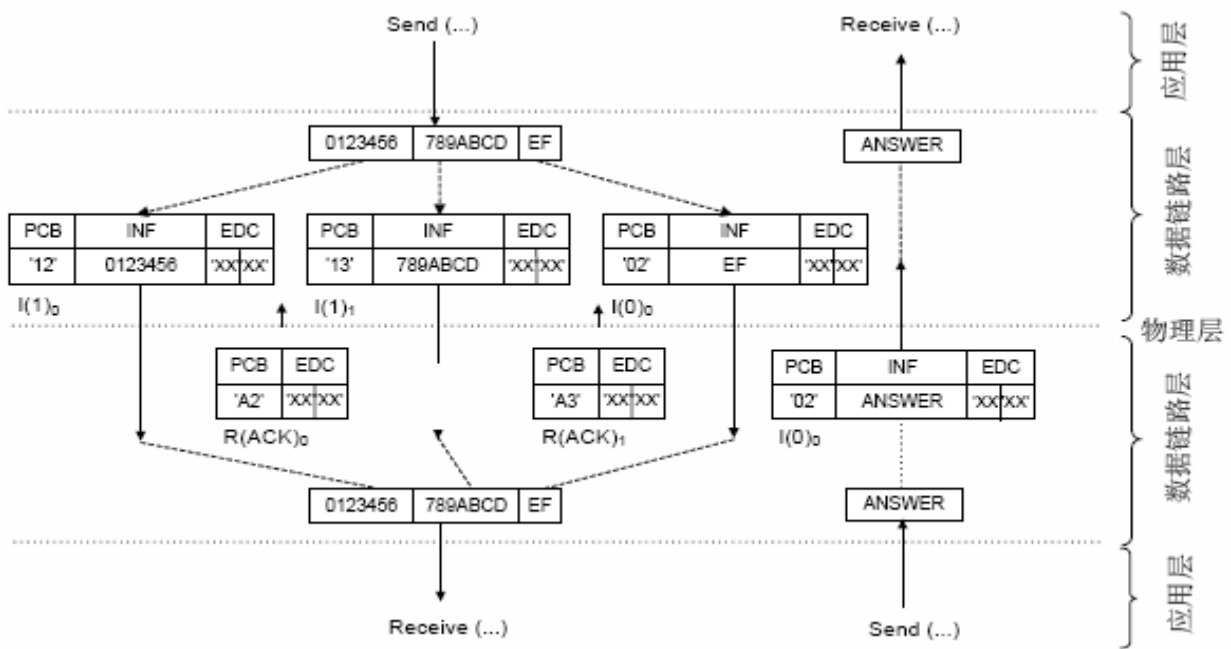 Send (...)
Receive (...)
应用层
0123456 789ABCD EF
ANSWER
数据链路层
PCB INF EDC
'12' 0123456 'XX' 'XX'
I(1)₀
PCB INF EDC
'13' 789ABCD 'XX' 'XX'
I(1)₁
PCB INF EDC
'02' EF 'XX' 'XX'
I(0)₀
物理层
PCB EDC
'A2' 'XX' 'XX'
R(ACK)₀
PCB EDC
'A3' 'XX' 'XX'
R(ACK)₁
PCB INF EDC
'02' ANSWER 'XX' 'XX'
I(0)₀
数据链路层
0123456 789ABCD EF
ANSWER
Receive (...)
Send (...)
应用层